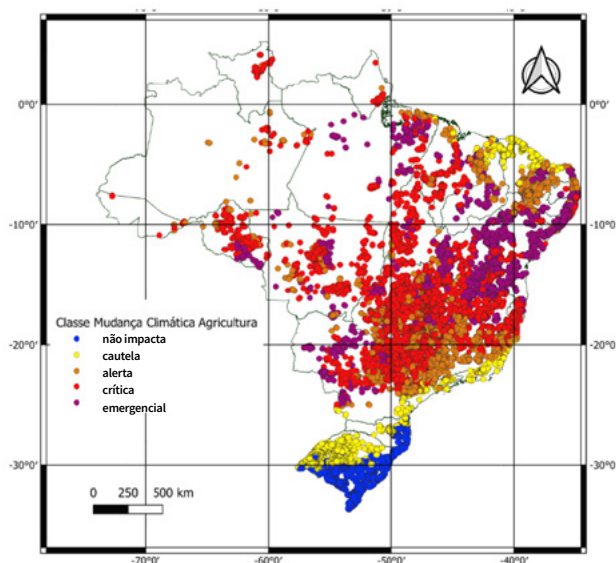 0°0'
-10°0'
-20°0'
-30°0'
0°0'
-10°0'
-20°0'
-30°0'
Classe Mudança Climática Agricultura
não impacta
cautela
alerta
crítica
emergencial
0 250 500 km
-70°0' -60°0' -50°0' -40°0'